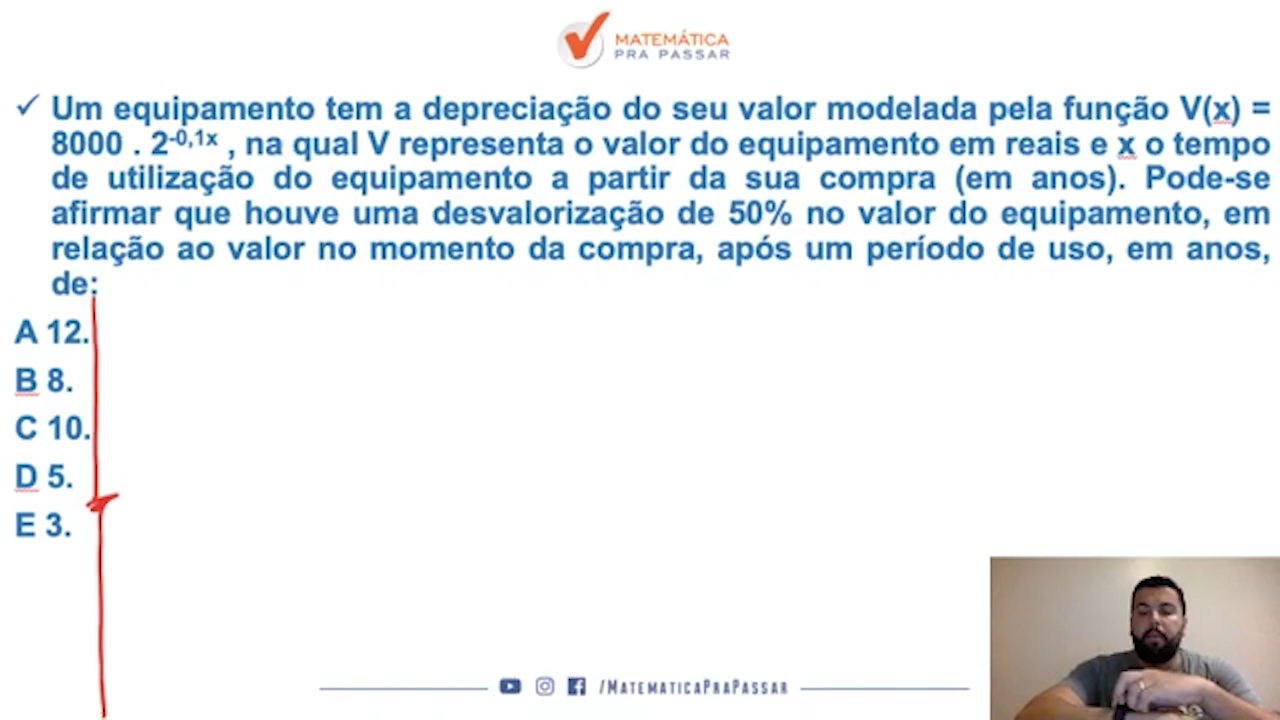 MATEMÁTICA
PRA PASSAR
✓ Um equipamento tem a depreciação do seu valor modelada pela função V(x) =
8000 . 2^-0,1x , na qual V representa o valor do equipamento em reais e x o tempo
de utilização do equipamento a partir da sua compra (em anos). Pode-se
afirmar que houve uma desvalorização de 50% no valor do equipamento, em
relação ao valor no momento da compra, após um período de uso, em anos,
de:
A 12.
B 8.
C 10.
D 5.
E 3.
/MATEMATICAPRAPASSAR